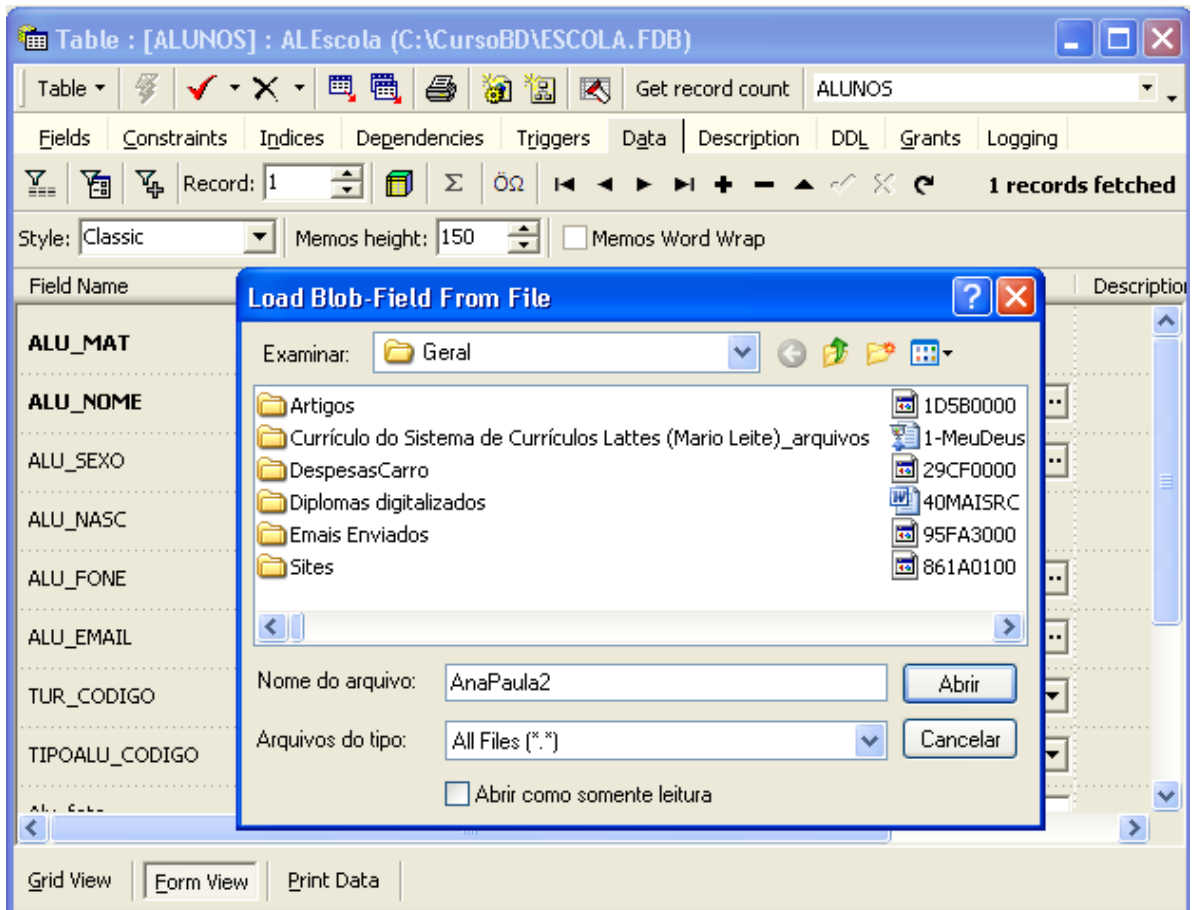 Table : [ALUNOS] : ALEscola (C:\CursoBD\ESCOLA.FDB)
Table Get record count ALUNOS
Fields Constraints Indices Dependencies Triggers Data Description DDL Grants Logging
Record: 1 Σ ÖΩ 1 records fetched
Style: Classic Memos height: 150 Memos Word Wrap
Field Name Description
Load Blob-Field From File
ALU_MAT
ALU_NOME
ALU_SEXO
ALU_NASC
ALU_FONE
ALU_EMAIL
TUR_CODIGO
TIPOALU_CODIGO
Examinar: Geral
Artigos
Currículo do Sistema de Currículos Lattes (Mario Leite)_arquivos
DespesasCarro
Diplomas digitalizados
Emais Enviados
Sites
1D5B0000
1-MeuDeus
29CF0000
40MAISRC
95FA3000
861A0100
Nome do arquivo: AnaPaula2 Abrir
Arquivos do tipo: All Files (*.*) Cancelar
Abrir como somente leitura
Grid View Form View Print Data